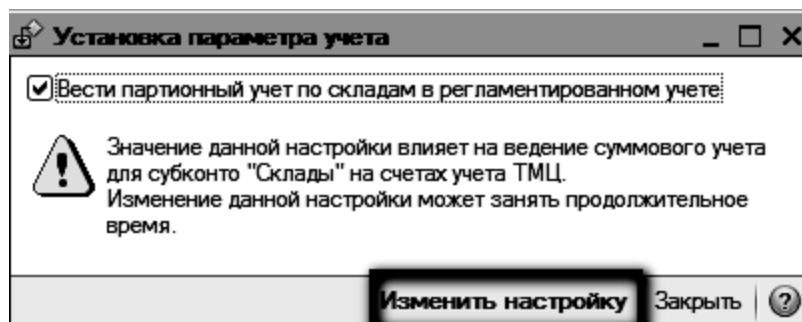 Установка параметра учета
Вести партионный учет по складам в регламентированном учете
Значение данной настройки влияет на ведение суммового учета
для субконто "Склады" на счетах учета ТМЦ.
Изменение данной настройки может занять продолжительное
время.
Изменить настройку Закрыть ?